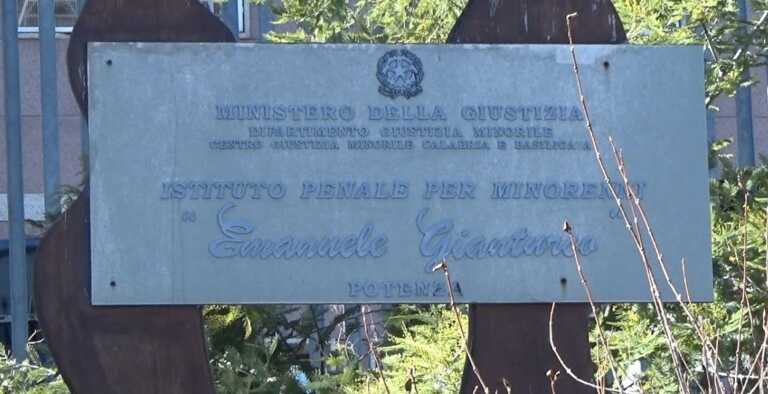 MINISTERO DELLA GIUSTIZIA
DIPARTIMENTO GIUSTIZIA MINORILE
CENTRO GIUSTIZIA MINORILE CALABRIA E BASILICATA
ISTITUTO PENALE PER MINORENNI
"Emanuele Gianturco"
POTENZA